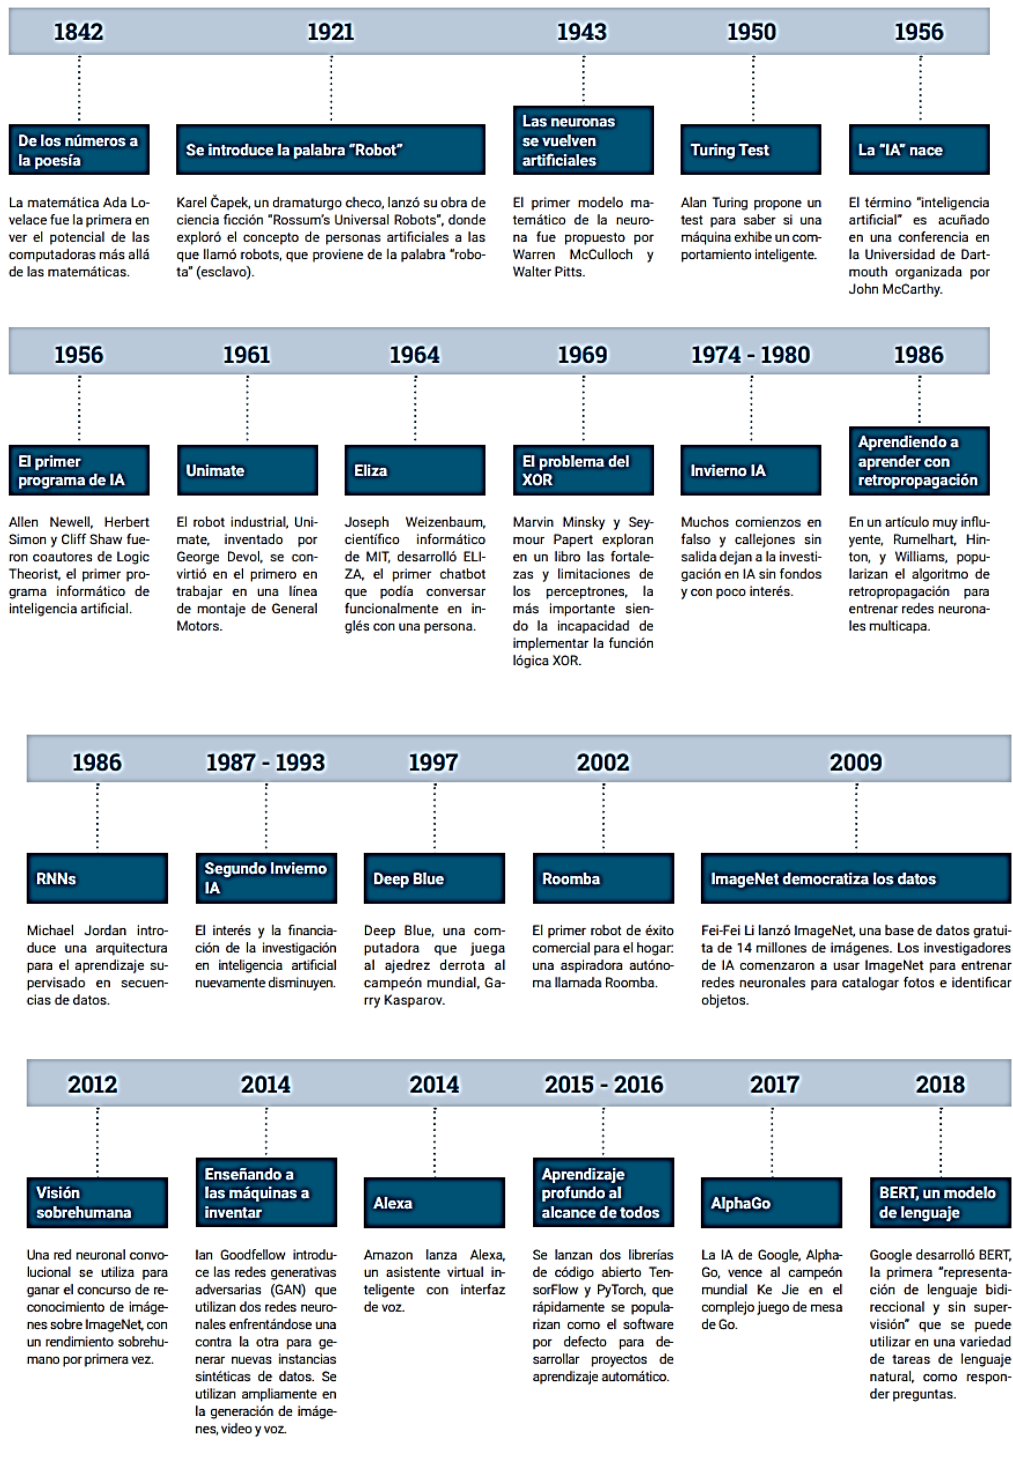 1842
1921
1943
1950
1956
De los números a
la poesía
Se introduce la palabra “Robot”
Las neuronas
se vuelven
artificiales
Turing Test
La “IA” nace
La matemática Ada Lo-
velace fue la primera en
ver el potencial de las
computadoras más allá
de las matemáticas.
Karel Čapek, un dramaturgo checo, lanzó su obra de
ciencia ficción “Rossum’s Universal Robots”, donde
exploró el concepto de personas artificiales a las
que llamó robots, que proviene de la palabra “robo-
ta” (esclavo).
El primer modelo ma-
temático de la neuro-
na fue propuesto por
Warren McCulloch y
Walter Pitts.
Alan Turing propone un
test para saber si una
máquina exhibe un com-
portamiento inteligente.
El término “inteligencia
artificial” es acuñado
en una conferencia en
la Universidad de Dart-
mouth organizada por
John McCarthy.
1956
1961
1964
1969
1974 - 1980
1986
El primer
programa de IA
Unimate
Eliza
El problema del
XOR
Invierno IA
Aprendiendo a
aprender con
retropropagación
Allen Newell, Herbert
Simon y Cliff Shaw fue-
ron coautores de Logic
Theorist, el primer pro-
grama informático de
inteligencia artificial.
El robot industrial, Uni-
mate, inventado por
George Devol, se con-
virtió en el primero en
trabajar en una línea
de montaje de General
Motors.
Joseph Weizenbaum,
científico informático
de MIT, desarrolló ELI-
ZA, el primer chatbot
que podía conversar
funcionalmente en in-
glés con una persona.
Marvin Minsky y Sey-
mour Papert exploran
en un libro las fortale-
zas y limitaciones de
los perceptrones, la
más importante sien-
do la incapacidad de
implementar la función
lógica XOR.
Muchos comienzos en
falso y callejones sin
salida dejan a la investi-
gación en IA sin fondos
y con poco interés.
En un artículo muy influ-
yente, Rumelhart, Hin-
ton, y Williams, popu-
larizan el algoritmo de
retropropagación para
entrenar redes neurona-
les multicapa.
1986
1987 - 1993
1997
2002
2009
RNNs
Segundo Invierno
IA
Deep Blue
Roomba
ImageNet democratiza los datos
Michael Jordan intro-
duce una arquitectura
para el aprendizaje su-
pervisado en secuen-
cias de datos.
El interés y la financia-
ción de la investigación
en inteligencia artificial
nuevamente disminuyen.
Deep Blue, una com-
putadora que juega
al ajedrez derrota al
campeón mundial, Ga-
rry Kasparov.
El primer robot de éxito
comercial para el hogar:
una aspiradora autóno-
ma llamada Roomba.
Fei-Fei Li lanzó ImageNet, una base de datos gratui-
ta de 14 millones de imágenes. Los investigadores
de IA comenzaron a usar ImageNet para entrenar
redes neuronales para catalogar fotos e identificar
objetos.
2012
2014
2014
2015 - 2016
2017
2018
Visión
sobrehumana
Enseñando a
las máquinas a
inventar
Alexa
Aprendizaje
profundo al
alcance de todos
AlphaGo
BERT, un modelo
de lenguaje
Una red neuronal convo-
lucional se utiliza para
ganar el concurso de re-
conocimiento de imáge-
nes sobre ImageNet, con
un rendimiento sobrehu-
mano por primera vez.
Ian Goodfellow introdu-
ce las redes generativas
adversarias (GAN) que
utilizan dos redes neuro-
nales enfrentándose una
contra la otra para ge-
nerar nuevas instancias
sintéticas de datos. Se
utilizan ampliamente en
la generación de imáge-
nes, video y voz.
Amazon lanza Alexa,
un asistente virtual in-
teligente con interfaz
de voz.
Se lanzan dos librerías
de código abierto Ten-
sorFlow y PyTorch, que
rápidamente se popula-
rizan como el software
por defecto para de-
sarrollar proyectos de
aprendizaje automático.
La IA de Google, Alpha-
Go, vence al campeón
mundial Ke Jie en el
complejo juego de mesa
de Go.
Google desarrolló BERT,
la primera “representa-
ción de lenguaje bidi-
reccional y sin super-
visión” que se puede
utilizar en una variedad
de tareas de lenguaje
natural, como respon-
der preguntas.